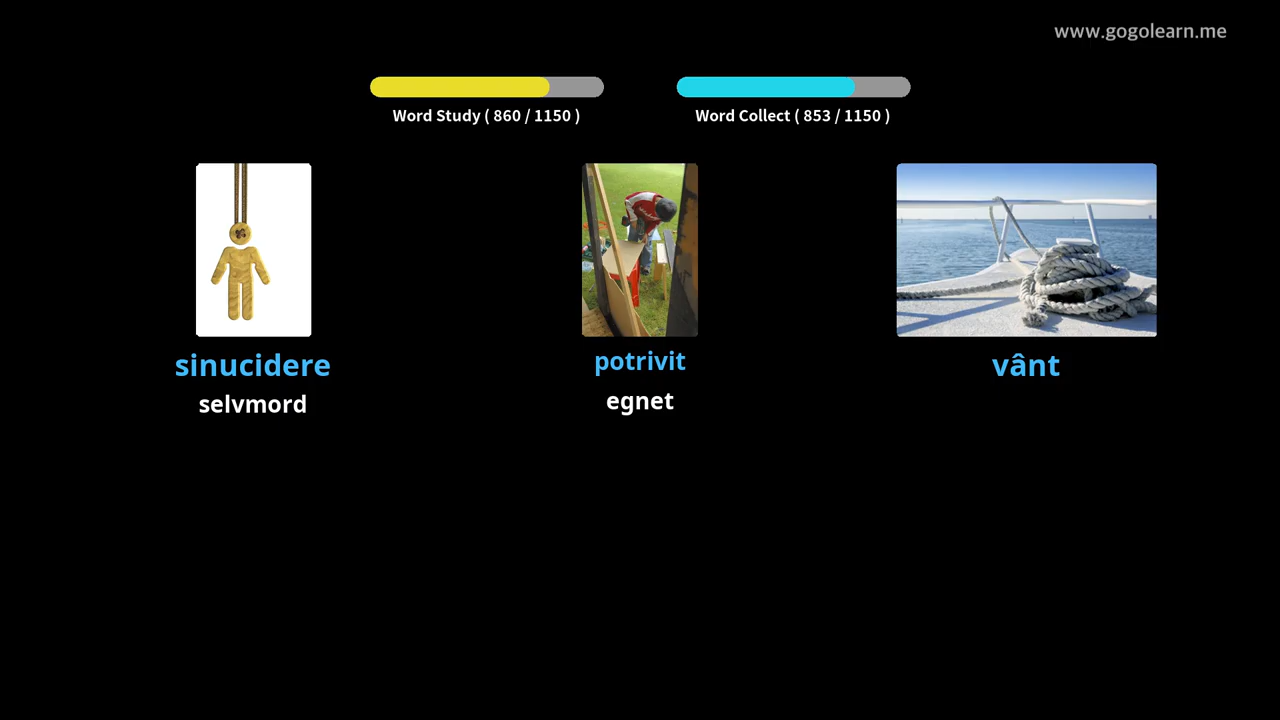 www.gogolearn.me
Word Study ( 860 / 1150 )
Word Collect ( 853 / 1150 )
sinucidere
selvmord
potrivit
egnet
vânt